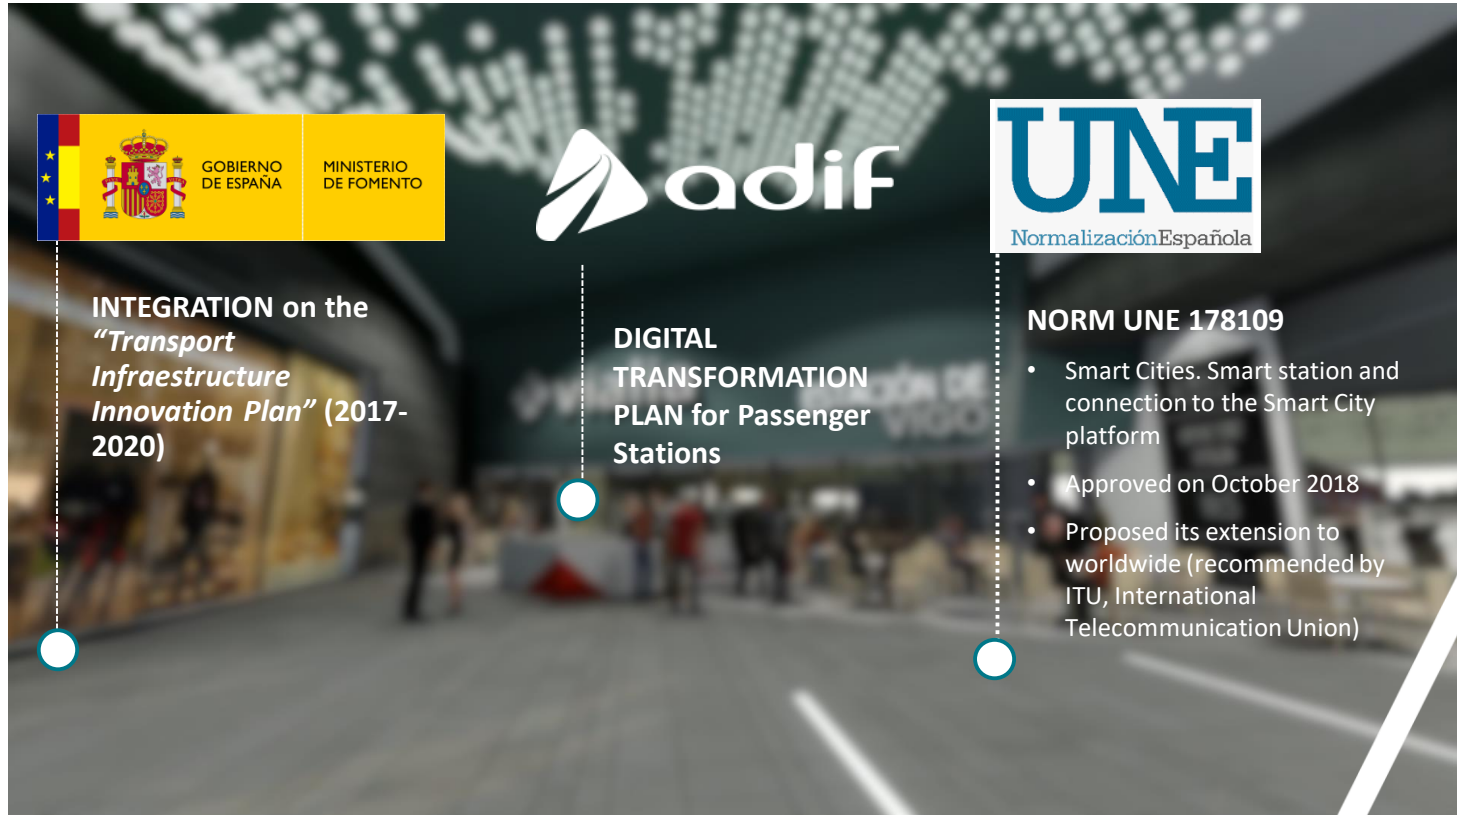 GOBIERNO
DE ESPAÑA
MINISTERIO
DE FOMENTO
adif
UNE
NormalizaciónEspañola
INTEGRATION on the
“Transport
Infraestructure
Innovation Plan” (2017-
2020)
DIGITAL
TRANSFORMATION
PLAN for Passenger
Stations
NORM UNE 178109
• Smart Cities. Smart station and
connection to the Smart City
platform
• Approved on October 2018
• Proposed its extension to
worldwide (recommended by
ITU, International
Telecommunication Union)
VIGO